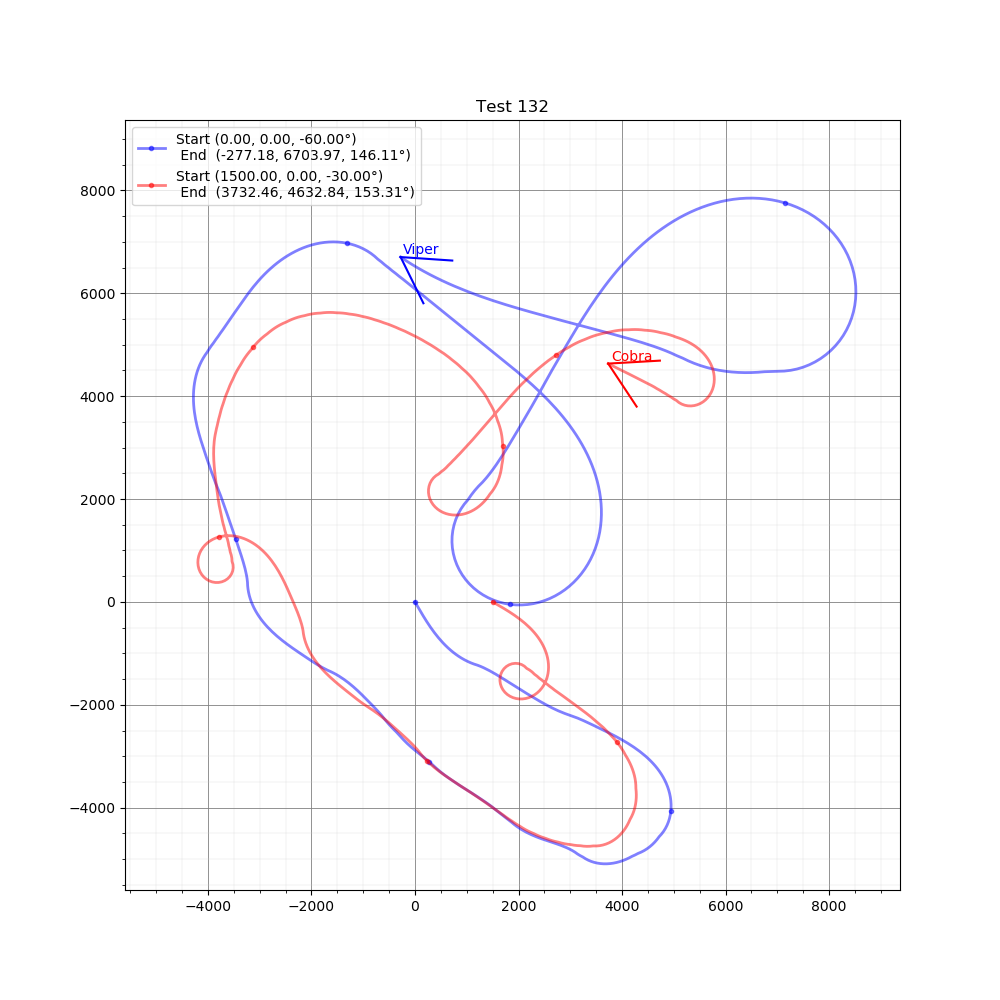 Test 132
Start (0.00, 0.00, -60.00°)
End (-277.18, 6703.97, 146.11°)
Start (1500.00, 0.00, -30.00°)
End (3732.46, 4632.84, 153.31°)
Viper
Cobra
8000
6000
4000
2000
0
−2000
−4000
−4000 −2000 0 2000 4000 6000 8000